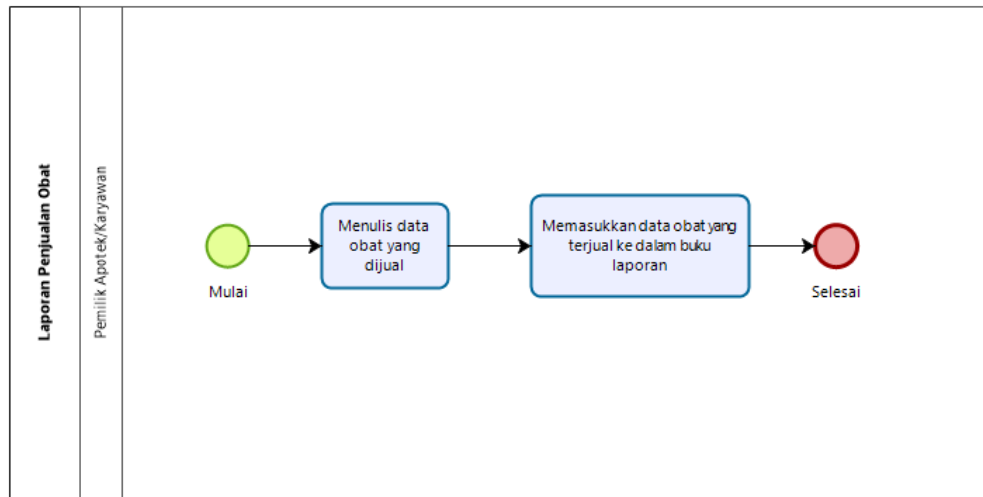 Laporan Penjualan Obat
Pemilik Apotek/Karyawan
Mulai
Menulis data
obat yang
dijual
Memasukkan data obat yang
terjual ke dalam buku
laporan
Selesai